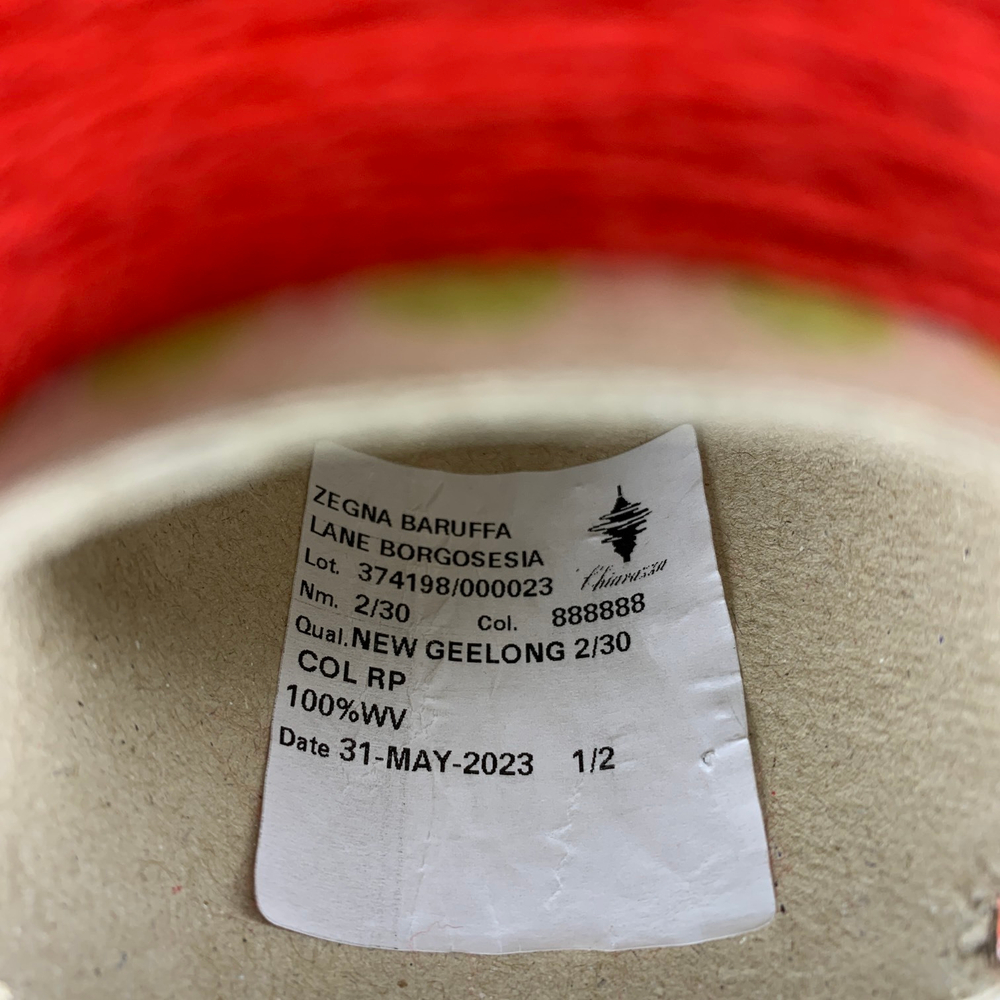 ZEGNA BARUFFA
LANE BORGOSESIA
Chiavazza
Lot. 374198/000023
Nm. 2/30 Col. 888888
Qual. NEW GEELONG 2/30
COL RP
100%WV
Date 31-MAY-2023 1/2